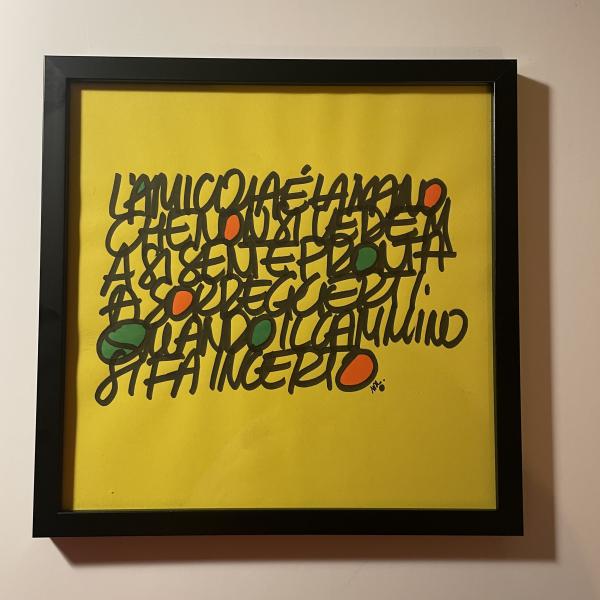 L'AMICIZIA É LA MANO
CHE NON SI VEDE M
A SI SENTE PRONTA
A SORREGGERTI
QUANDO IL CAMMINO
SI FA INCERTO